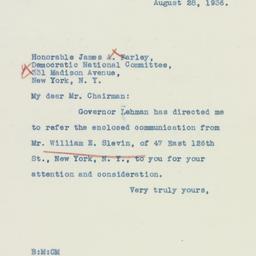 August 28, 1936.
Honorable James A. Farley,
Democratic National Committee,
331 Madison Avenue,
New York, N. Y.
My dear Mr. Chairman:
Governor Lehman has directed me
to refer the enclosed communication from
Mr. William E. Slevin, of 47 East 126th
St., New York, N. Y., to you for your
attention and consideration.
Very truly yours,
B:M:GM